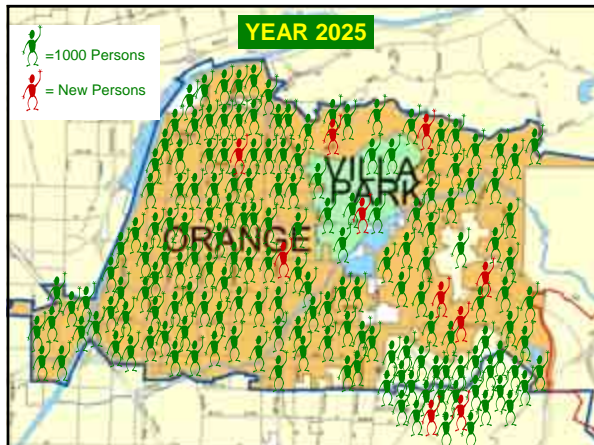 YEAR 2025
=1000 Persons
= New Persons
VILLA
PARK
ORANGE